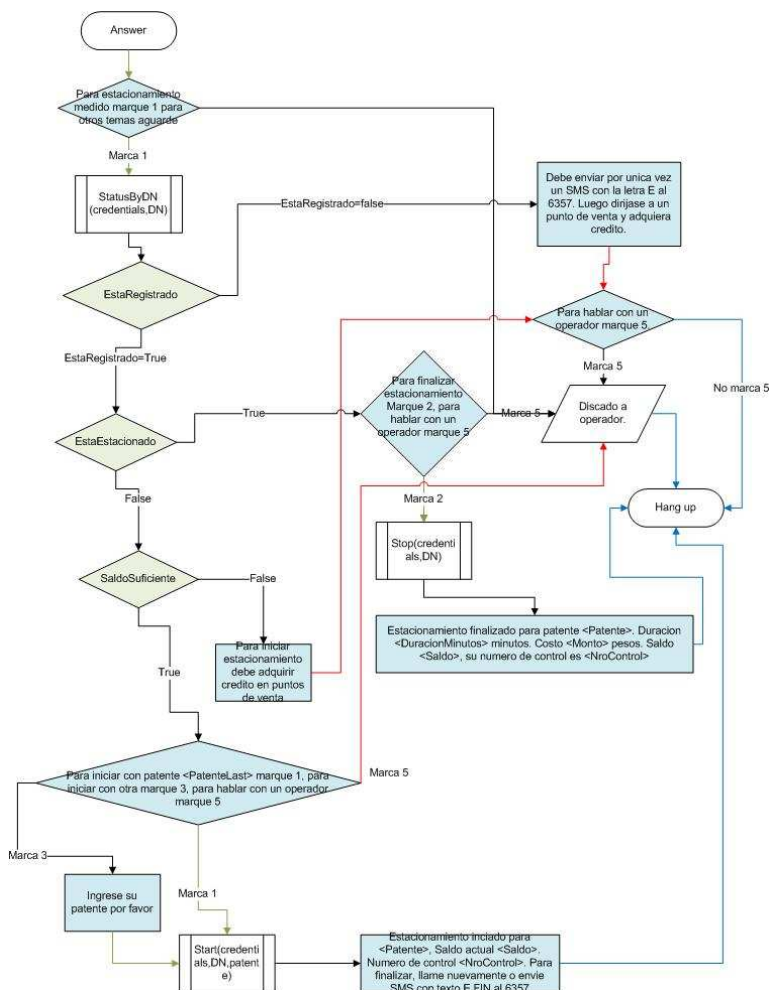 Answer
Para estacionamiento
medido marque 1 para
otros temas aguarde
Marca 1
StatusByDN
(credentials,DN)
EstaRegistrado=false
Debe enviar por unica vez
un SMS con la letra E al
6357. Luego dirijase a un
punto de venta y adquiera
credito.
EstaRegistrado
Para hablar con un
operador marque 5.
EstaRegistrado=True
Marca 5
No marca 5
Para finalizar
estacionamiento
Marque 2, para
hablar con un
operador marque 5
True
Marca 5
Discado a
operador.
EstaEstacionado
False
Marca 2
Hang up
Stop(credenti
als,DN)
SaldoSuficiente
False
Estacionamiento finalizado para patente <Patente>. Duracion
<DuracionMinutos> minutos. Costo <Monto> pesos. Saldo
<Saldo>, su numero de control es <NroControl>
Para iniciar
estacionamiento
debe adquirir
credito en puntos
de venta
True
Para iniciar con patente <PatenteLast> marque 1, para
iniciar con otra marque 3, para hablar con un operador
marque 5
Marca 5
Marca 3
Marca 1
Ingrese su
patente por favor
Start(credenti
als,DN,patent
e)
Estacionamiento inciado para
<Patente>, Saldo actual <Saldo>.
Numero de control <NroControl>. Para
finalizar, llame nuevamente o envie
SMS con texto E FIN al 6357